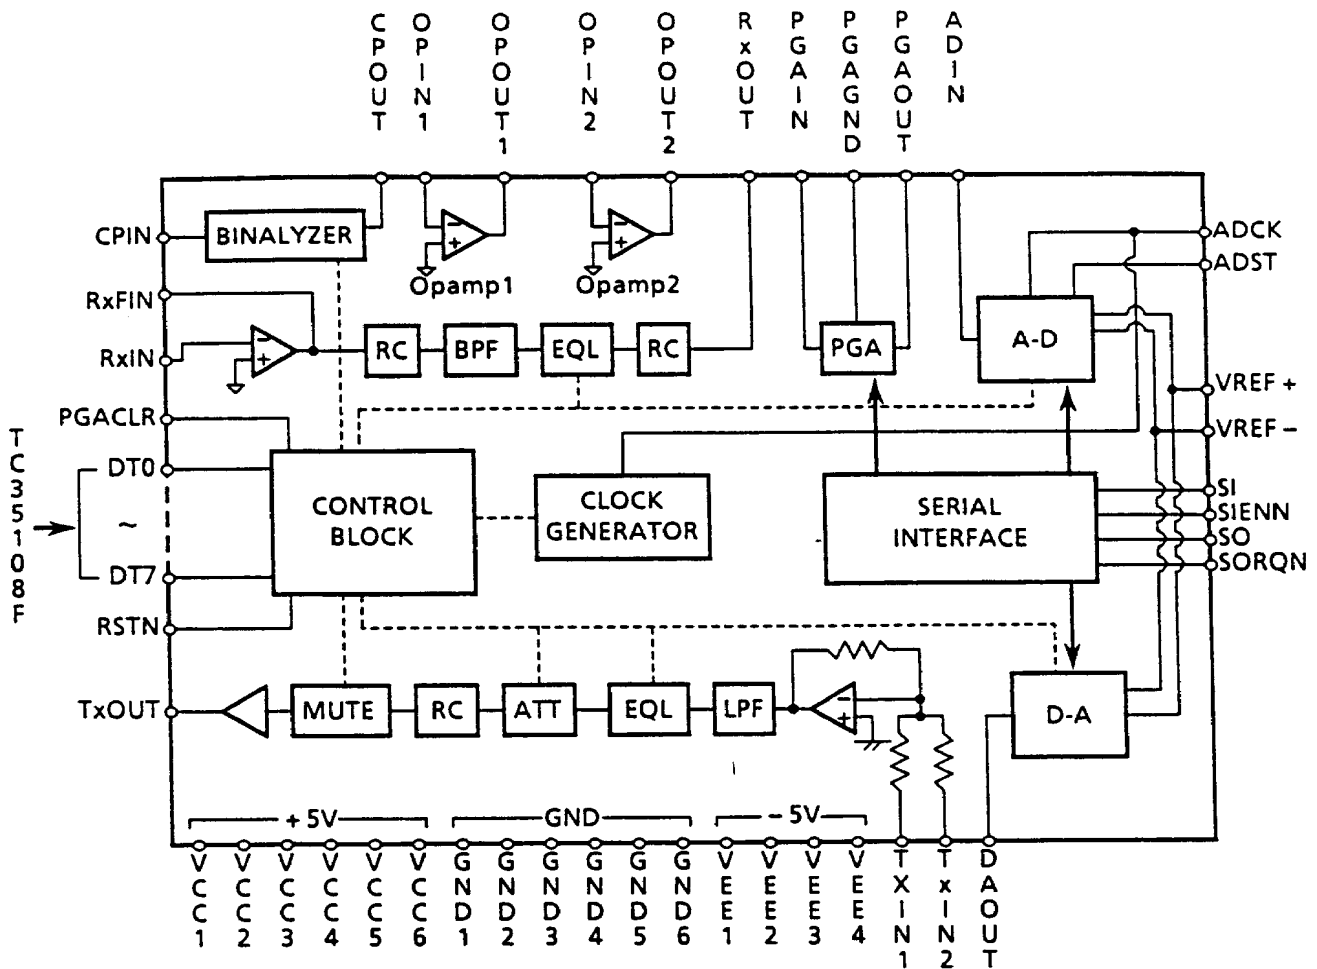 CPOUT
OPIN1
OPOUT1
OPIN2
OPOUT2
RxOUT
PGAIN
PGAGND
PGAOUT
ADIN
CPIN
BINALYZER
-
+
Opamp1
-
+
Opamp2
ADCK
ADST
RxFIN
RxIN
-
+
RC
BPF
EQL
RC
PGA
A-D
VREF +
VREF -
PGACLR
TC35108F
DT0
~
DT7
RSTN
CONTROL
BLOCK
CLOCK
GENERATOR
SERIAL
INTERFACE
SI
SIENN
SO
SORQN
TxOUT
MUTE
RC
ATT
EQL
LPF
-
+
D-A
+5V
GND
-5V
VCC1
VCC2
VCC3
VCC4
VCC5
VCC6
GND1
GND2
GND3
GND4
GND5
GND6
VEE1
VEE2
VEE3
VEE4
TXIN1
TxIN2
DAOUT